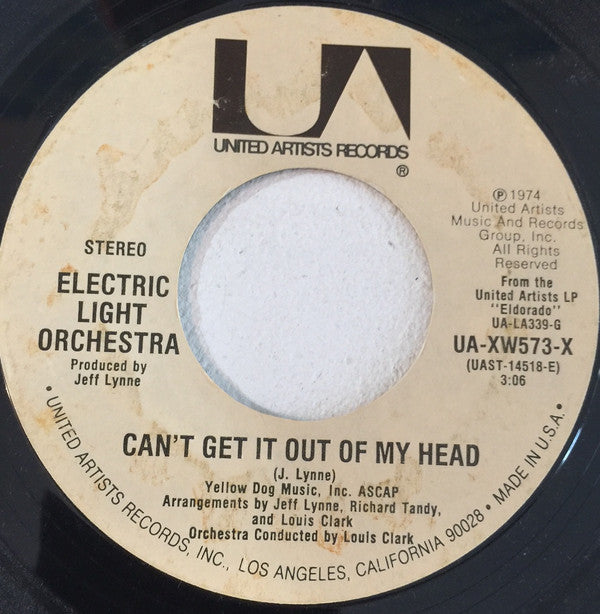 UA
UNITED ARTISTS RECORDS
®
℗ 1974
United Artists
Music And Records
Group, Inc.
All Rights
Reserved
STEREO
ELECTRIC
LIGHT
ORCHESTRA
Produced by
Jeff Lynne
From the
United Artists LP
"Eldorado"
UA-LA339-G
UA-XW573-X
(UAST-14518-E)
3:06
CAN'T GET IT OUT OF MY HEAD
(J. Lynne)
Yellow Dog Music, Inc. ASCAP
Arrangements by Jeff Lynne, Richard Tandy,
and Louis Clark
Orchestra Conducted by Louis Clark
• UNITED ARTISTS RECORDS, INC., LOS ANGELES, CALIFORNIA 90028 • MADE IN U.S.A. •